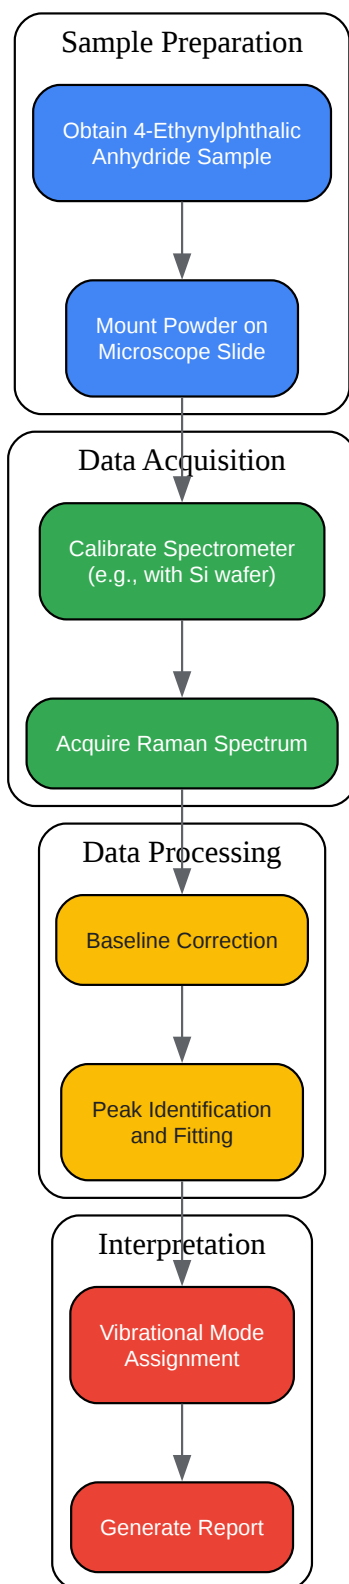 Sample Preparation
Obtain 4-Ethynylphthalic
Anhydride Sample
Mount Powder on
Microscope Slide
Data Acquisition
Calibrate Spectrometer
(e.g., with Si wafer)
Acquire Raman Spectrum
Data Processing
Baseline Correction
Peak Identification
and Fitting
Interpretation
Vibrational Mode
Assignment
Generate Report